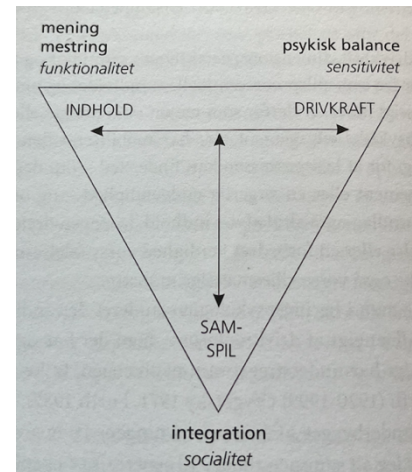 mening
mestring
funktionalitet
psykisk balance
sensitivitet
INDHOLD
DRIVKRAFT
SAM-
SPIL
integration
socialitet